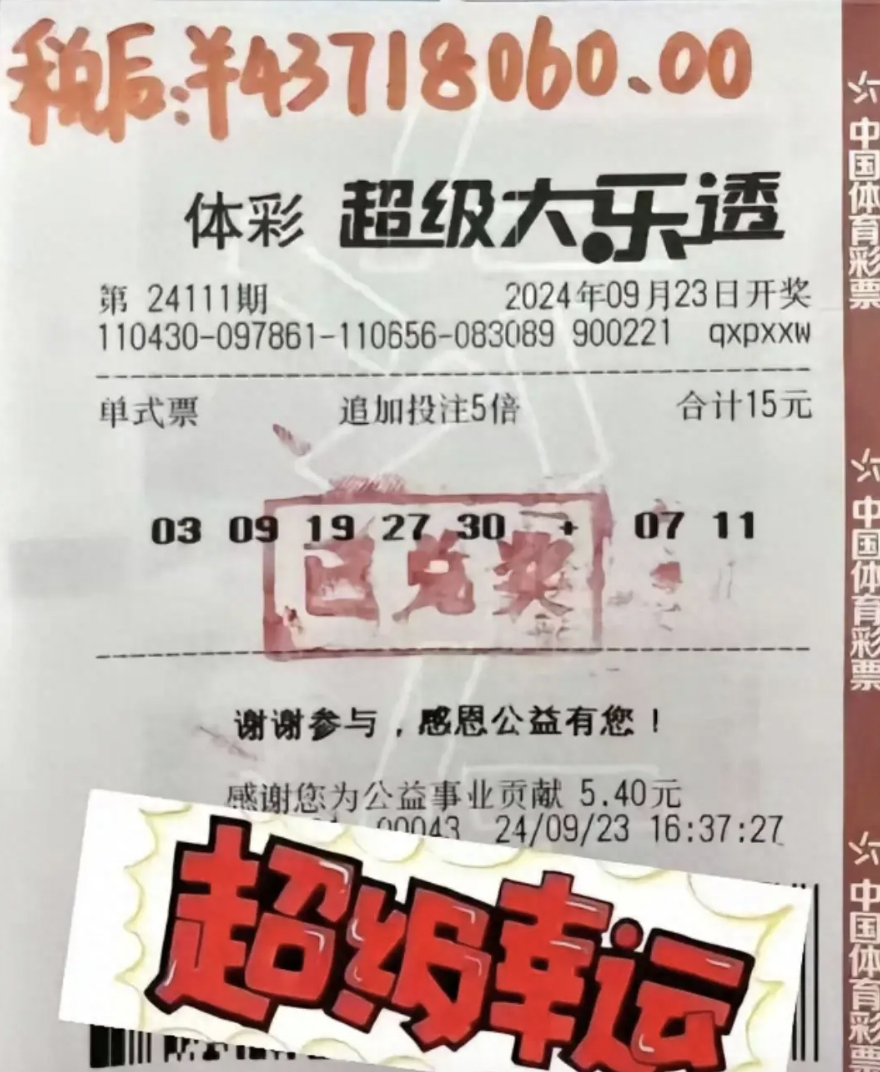 税后:¥43718060.00
体彩 超级大乐透
第 24111期 2024年09月23日开奖
110430-097861-110656-083089 900221 qxpxxw
单式票 追加投注5倍 合计15元
03 09 19 27 30 + 07 11
已兑奖
谢谢参与，感恩公益有您！
感谢您为公益事业贡献 5.40元
00043 24/09/23 16:37:27
超级幸运
中国体育彩票
中国体育彩票
中国体育彩票